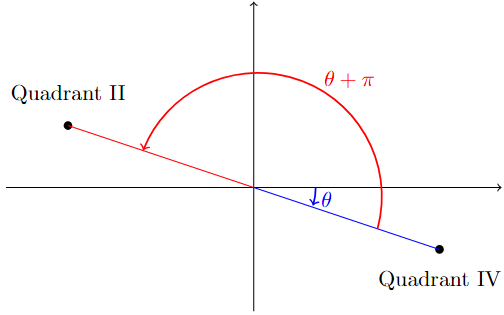 θ + π
Quadrant II
θ
Quadrant IV